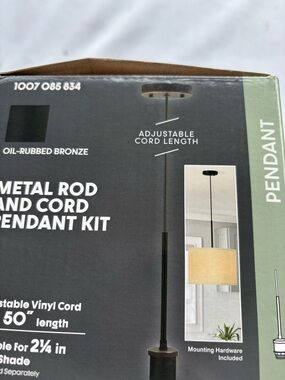 1007 085 834
OIL-RUBBED BRONZE
ADJUSTABLE
CORD LENGTH
PENDANT
METAL ROD
AND CORD
PENDANT KIT
stable Vinyl Cord
50" length
ble For 2¼ in
Shade
d Separately
Mounting Hardware
Included